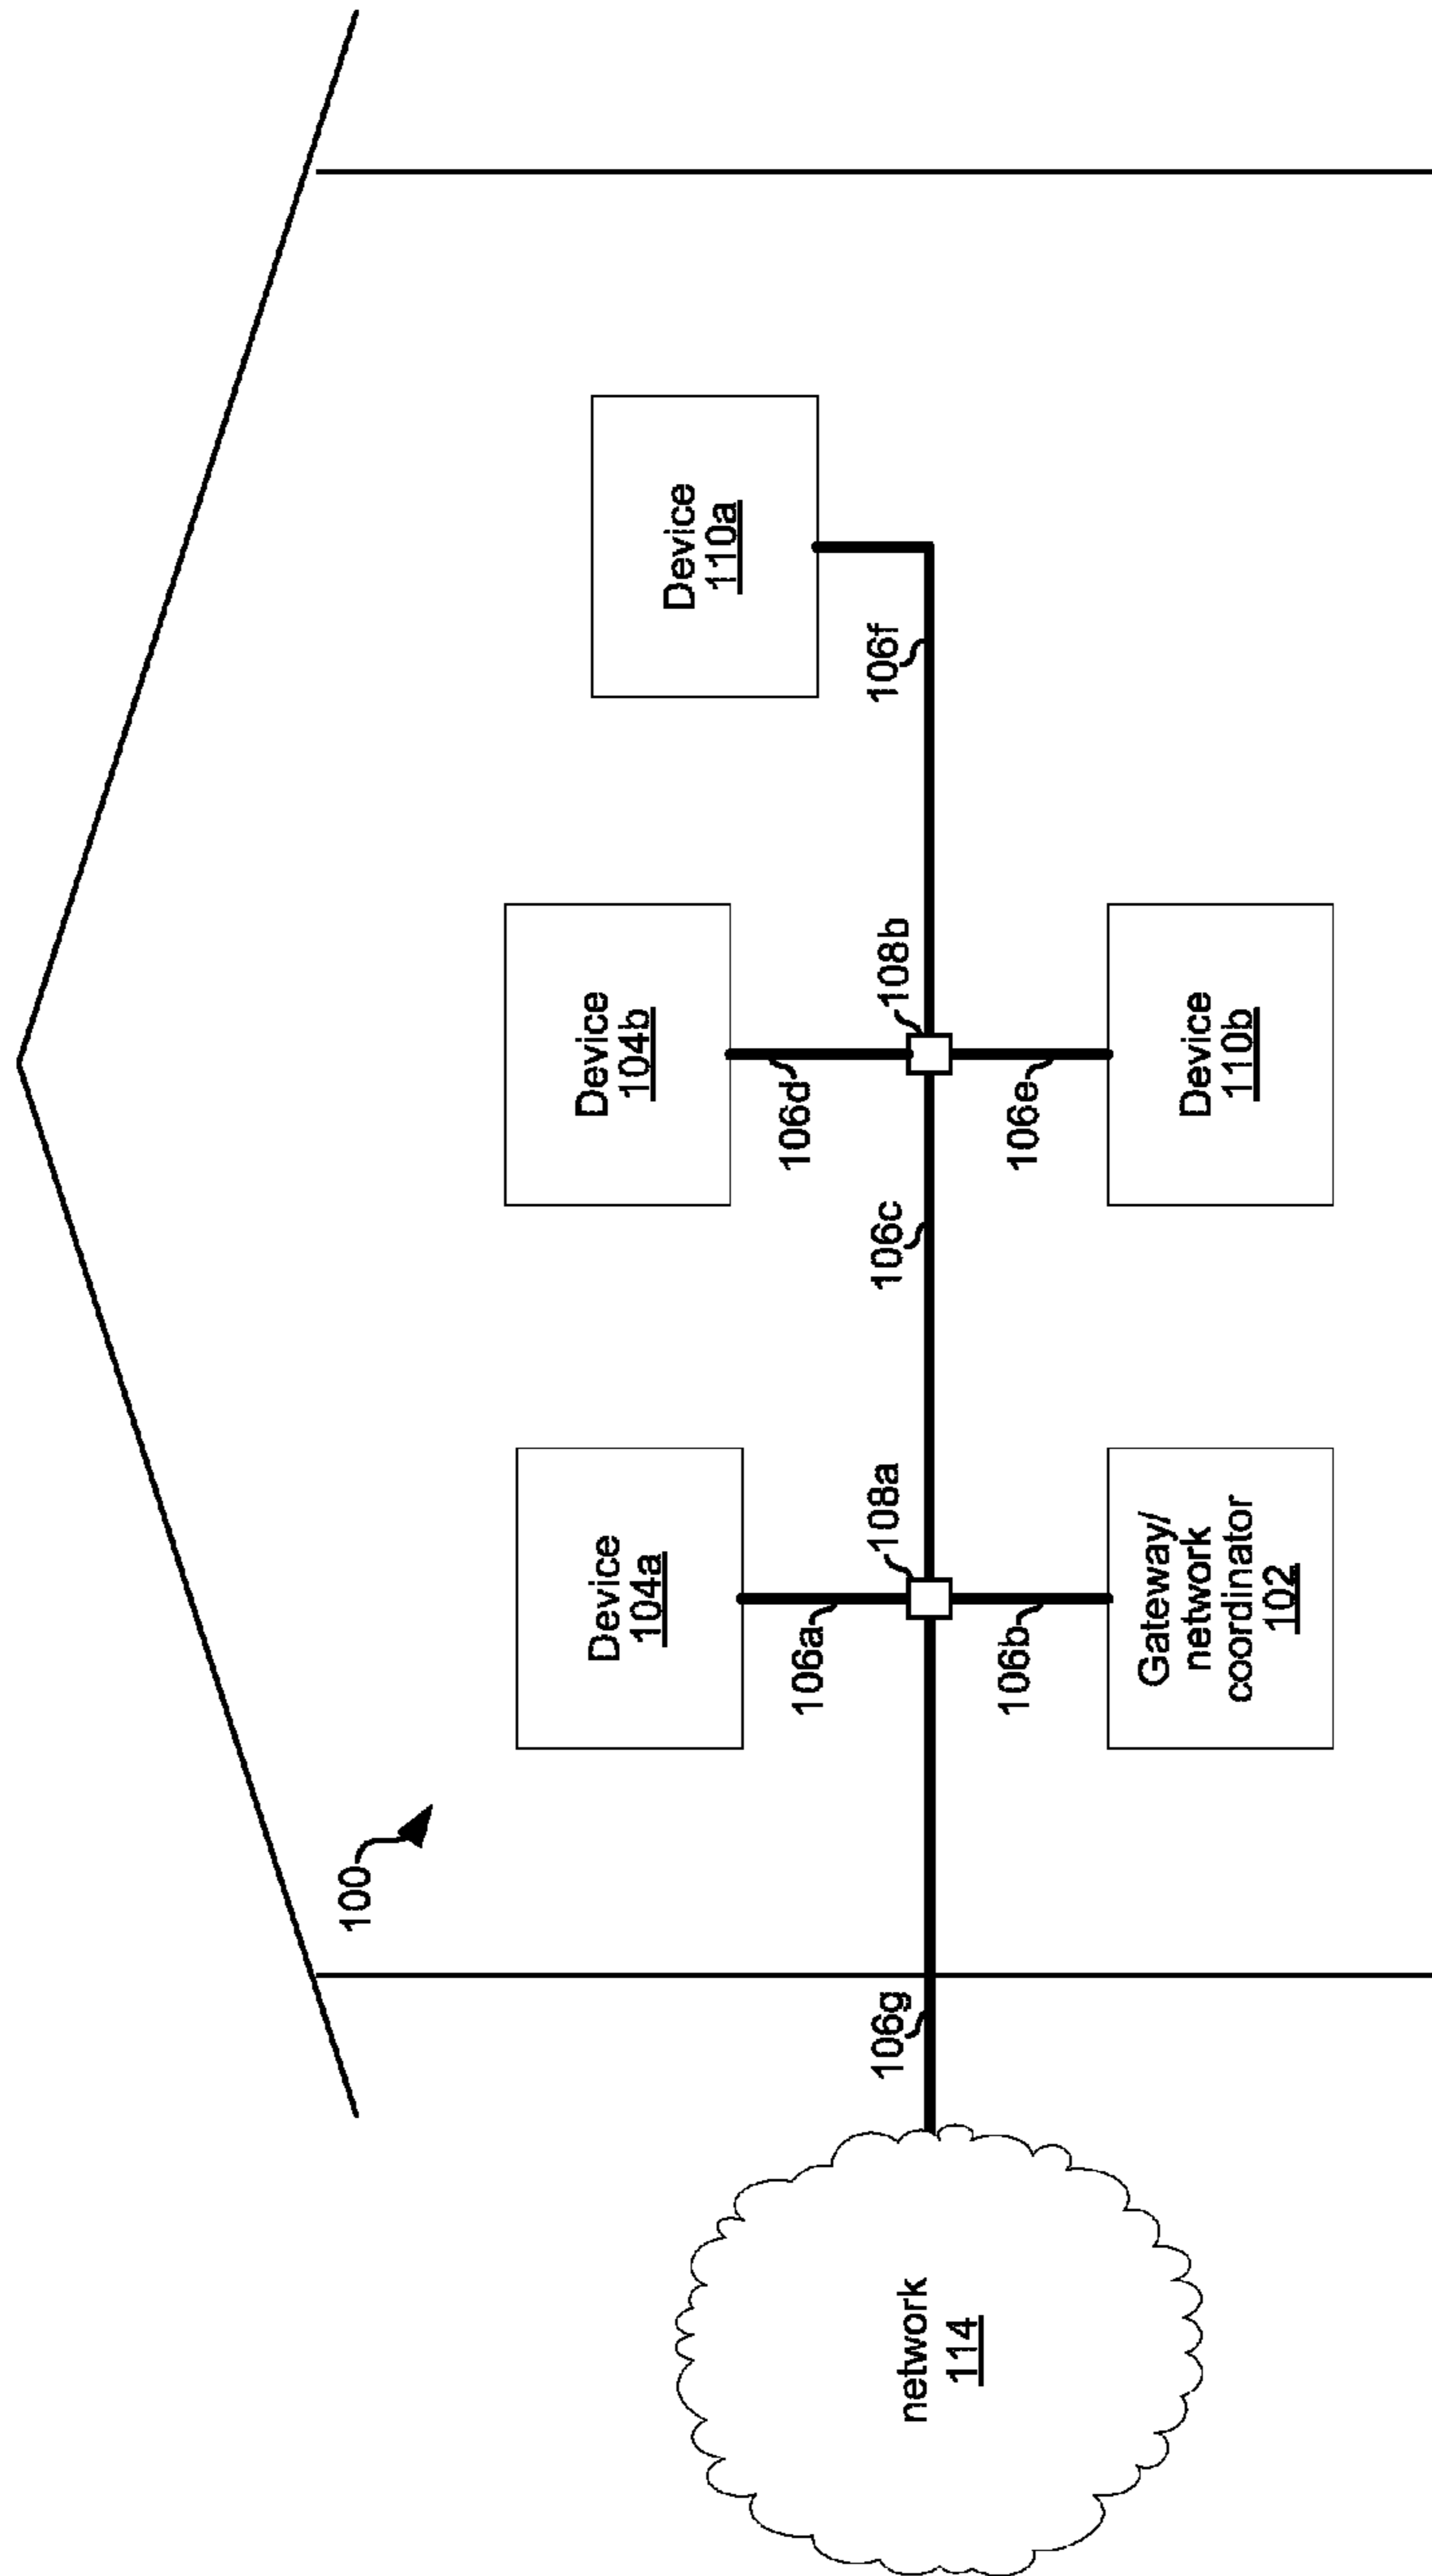 100
Device
104a
Device
104b
Device
110a
106a
106d
106g
108a
106c
108b
106f
106b
106e
network
114
Gateway/
network
coordinator
102
Device
110b